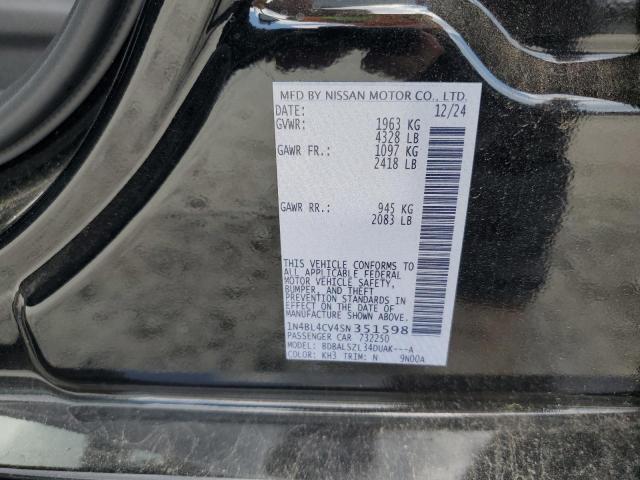 MFD BY NISSAN MOTOR CO., LTD.
DATE: 12/24
GVWR: 1963 KG
4328 LB
GAWR FR.: 1097 KG
2418 LB
GAWR RR.: 945 KG
2083 LB
THIS VEHICLE CONFORMS TO
ALL APPLICABLE FEDERAL
MOTOR VEHICLE SAFETY,
BUMPER, AND THEFT
PREVENTION STANDARDS IN
EFFECT ON THE DATE OF
MANUFACTURE SHOWN ABOVE.
1N4BL4CV4SN351598
PASSENGER CAR 732250
MODEL: BDBALSZL34DUAK---A
COLOR: KH3 TRIM: N 9N00A